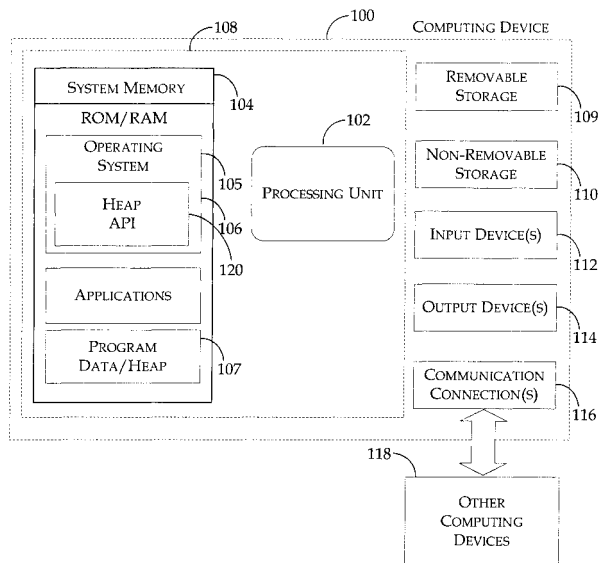 100
COMPUTING DEVICE
108
SYSTEM MEMORY
104
ROM/RAM
OPERATING
SYSTEM
105
HEAP
API
106
120
APPLICATIONS
PROGRAM
DATA/HEAP
107
102
PROCESSING UNIT
REMOVABLE
STORAGE
109
NON-REMOVABLE
STORAGE
110
INPUT DEVICE(S)
112
OUTPUT DEVICE(S)
114
COMMUNICATION
CONNECTION(S)
116
118
OTHER
COMPUTING
DEVICES